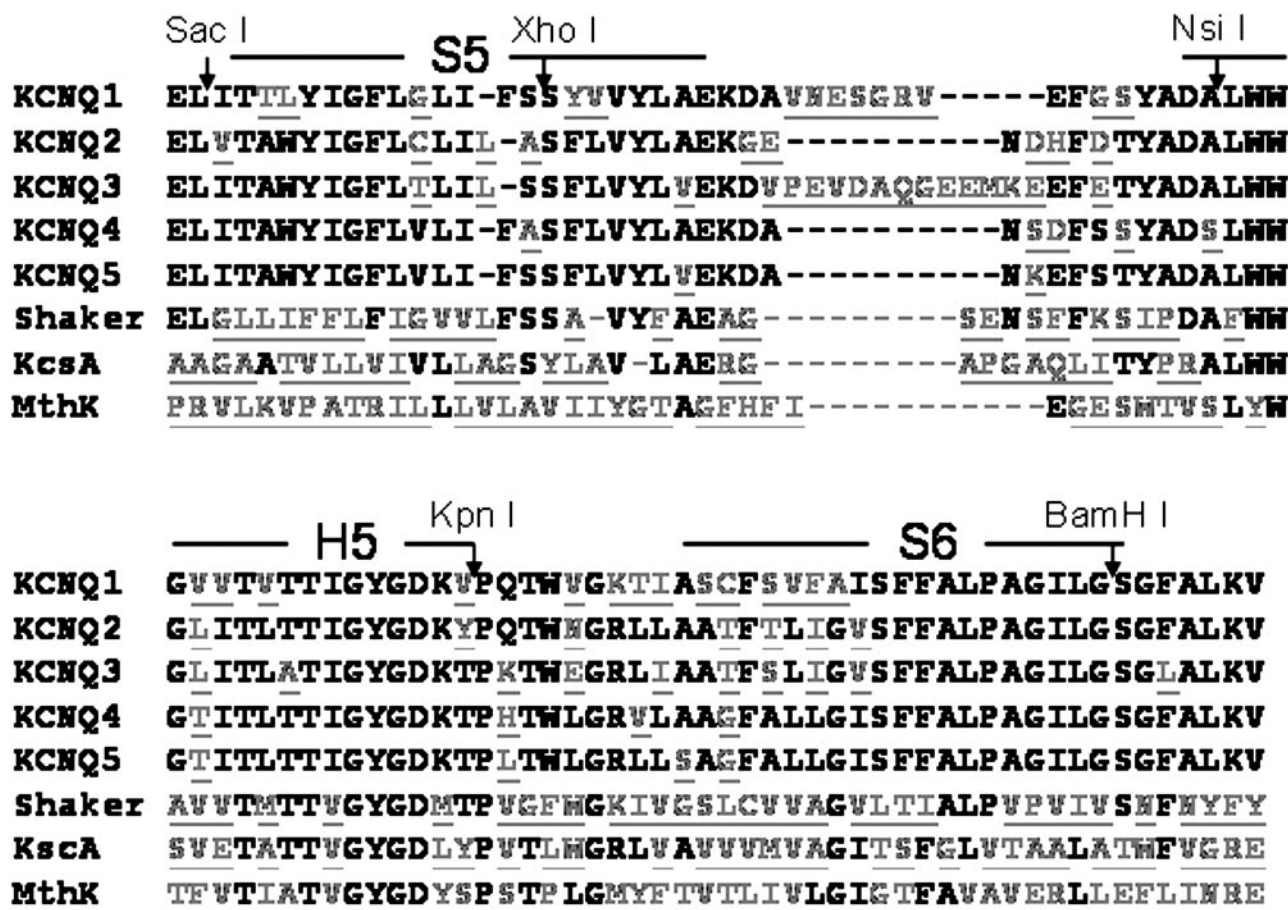 Sac I S5 Xho I Nsi I
KCNQ1 ELITTLYIGFLGLI-FSSYVVYLAEKDAVNESGRV-----EFGSYADALWW
KCNQ2 ELVTAWYIGFLCLIL-ASFLVYLAEKGE----------NDHFDTYADALWW
KCNQ3 ELITAWYIGFLTLIL-SSFLVYLVEKDVPEVDAQGEEMKEEFETYADALWW
KCNQ4 ELITAWYIGFLVLI-FASFLVYLAEKDA----------NSDFSSYADSLWW
KCNQ5 ELITAWYIGFLVLI-FSSFLVYLVEKDA----------NKEFSTYADALWW
Shaker ELGLLIFFLFIGVVLFSSA-VYFAEAG---------SENSFFKSIPDAFWW
KcsA AAGAATVLLVIVLLAGSYLAV-LAERG---------APGAQLITYPRALWW
MthK PRVLKVPATRILLLVLAVIIYGTAGFHFI-----------EGESWTVSLYW
H5 Kpn I S6 BamH I
KCNQ1 GVVTVTTIGYGDKVPQTWVGKTIASCFSVFAISFFALPAGILGSGFALKV
KCNQ2 GLITLTTIGYGDKYPQTWNGRLLAATFTLIGVSFFALPAGILGSGFALKV
KCNQ3 GLITLATIGYGDKTPKTWEGRLIAATFSLIGVSFFALPAGILGSGLALKV
KCNQ4 GTITLTTIGYGDKTPHTWLGRVLAAGFALLGISFFALPAGILGSGFALKV
KCNQ5 GTITLTTIGYGDKTPLTWLGRLLSAGFALLGISFFALPAGILGSGFALKV
Shaker AVVTMTTVGYGDMTPVGFWGKIVGSLCVVAGVLTIALPVPVIVSNFNYFY
KscA SVETATTVGYGDLYPVTLWGRLVAVVVMVAGITSFGLVTAALATWFVGRE
MthK TFVTIATVGYGDYSPSTPLGMYFTVTLIVLGIGTFAVAVERLLEFLINRE